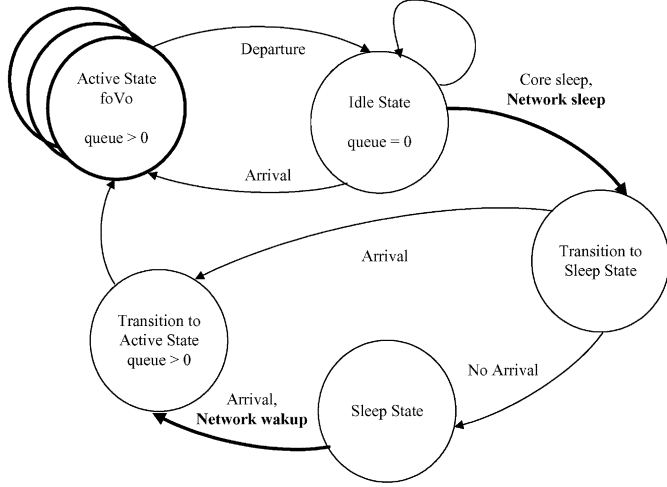 Active State
foVo
queue > 0
Departure
Idle State
queue = 0
Core sleep,
Network sleep
Arrival
Transition to
Sleep State
Arrival
Transition to
Active State
queue > 0
No Arrival
Arrival,
Network wakup
Sleep State